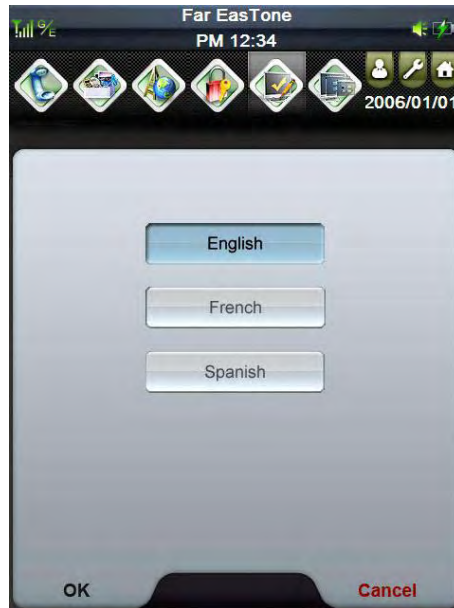 Far EasTone
G/E
PM 12:34
2006/01/01
English
French
Spanish
OK
Cancel